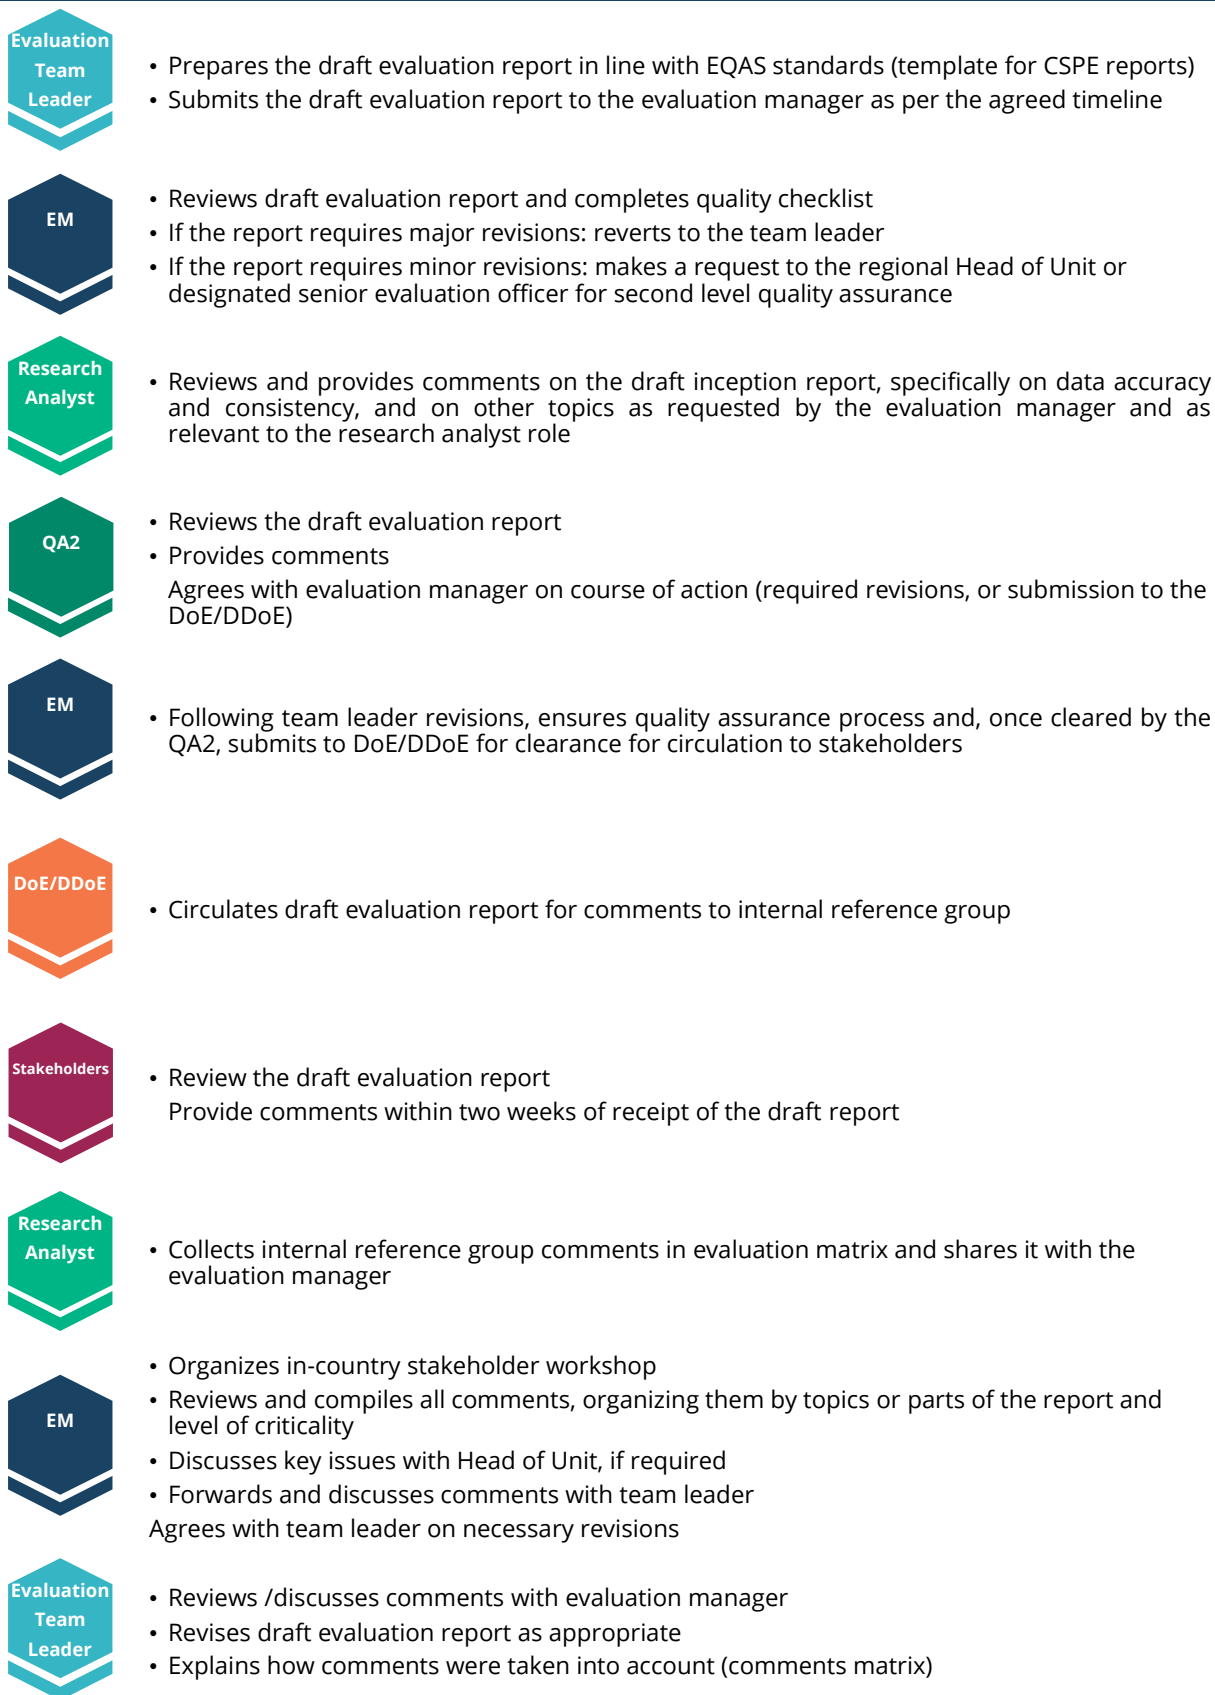 Evaluation
Team
Leader
• Prepares the draft evaluation report in line with EQAS standards (template for CSPE reports)
• Submits the draft evaluation report to the evaluation manager as per the agreed timeline
EM
• Reviews draft evaluation report and completes quality checklist
• If the report requires major revisions: reverts to the team leader
• If the report requires minor revisions: makes a request to the regional Head of Unit or
designated senior evaluation officer for second level quality assurance
Research
Analyst
• Reviews and provides comments on the draft inception report, specifically on data accuracy
and consistency, and on other topics as requested by the evaluation manager and as
relevant to the research analyst role
QA2
• Reviews the draft evaluation report
• Provides comments
Agrees with evaluation manager on course of action (required revisions, or submission to the
DoE/DDoE)
EM
• Following team leader revisions, ensures quality assurance process and, once cleared by the
QA2, submits to DoE/DDoE for clearance for circulation to stakeholders
DoE/DDoE
• Circulates draft evaluation report for comments to internal reference group
Stakeholders
• Review the draft evaluation report
Provide comments within two weeks of receipt of the draft report
Research
Analyst
• Collects internal reference group comments in evaluation matrix and shares it with the
evaluation manager
EM
• Organizes in-country stakeholder workshop
• Reviews and compiles all comments, organizing them by topics or parts of the report and
level of criticality
• Discusses key issues with Head of Unit, if required
• Forwards and discusses comments with team leader
Agrees with team leader on necessary revisions
Evaluation
Team
Leader
• Reviews /discusses comments with evaluation manager
• Revises draft evaluation report as appropriate
• Explains how comments were taken into account (comments matrix)